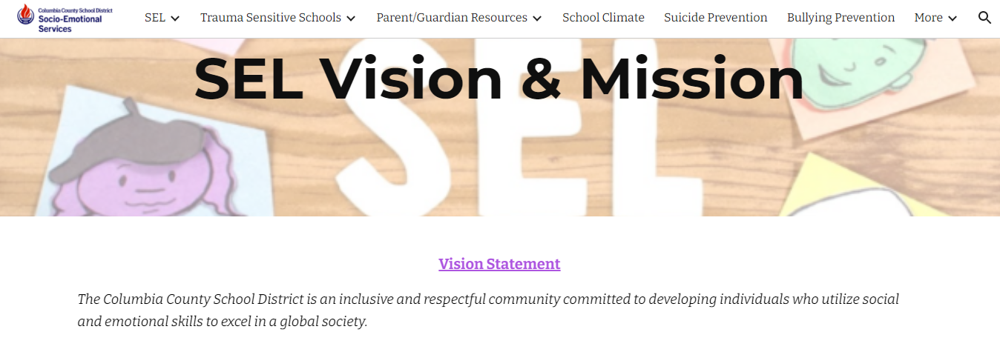 Columbia County School District
Socio-Emotional
Services
SEL
Trauma Sensitive Schools
Parent/Guardian Resources
School Climate
Suicide Prevention
Bullying Prevention
More
SEL Vision & Mission
SEL
Vision Statement
The Columbia County School District is an inclusive and respectful community committed to developing individuals who utilize social
and emotional skills to excel in a global society.